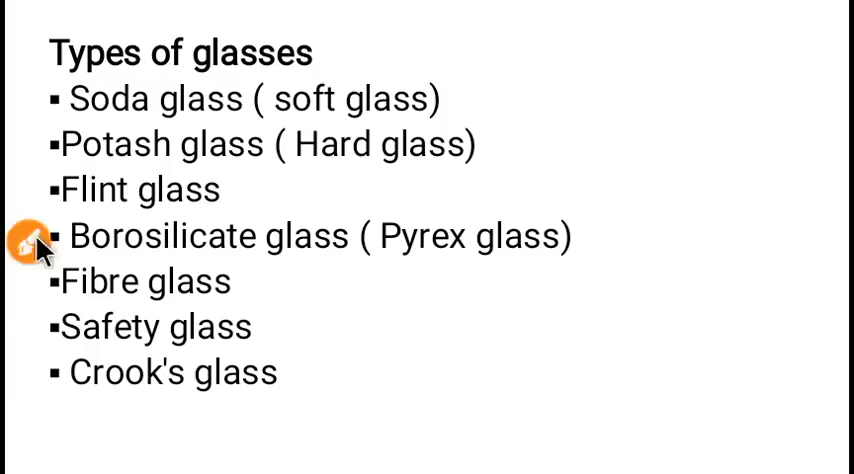 Types of glasses
▪ Soda glass ( soft glass)
▪Potash glass ( Hard glass)
▪Flint glass
▪ Borosilicate glass ( Pyrex glass)
▪Fibre glass
▪Safety glass
▪ Crook's glass